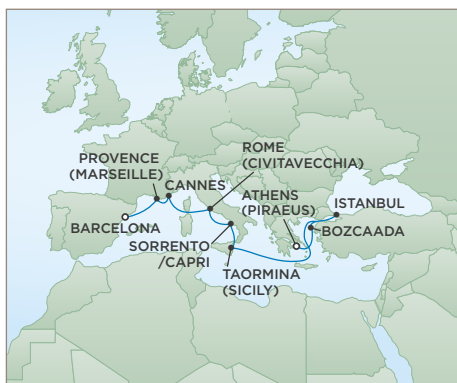 ROME
(CIVITAVECCHIA)
PROVENCE
(MARSEILLE)
CANNES
ATHENS
(PIRAEUS)
ISTANBUL
BARCELONA
BOZCAADA
SORRENTO
/CAPRI
TAORMINA
(SICILY)